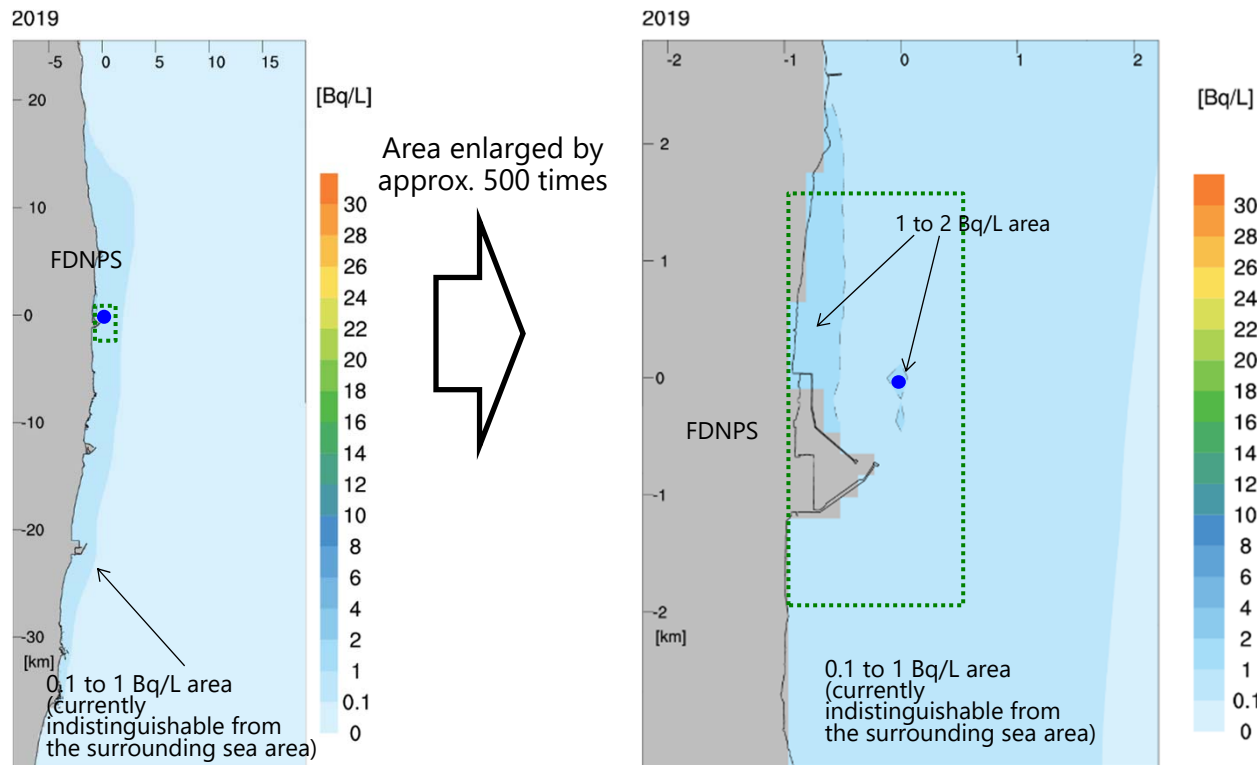 2019
-5 0 5 10 15
20
10
0
-10
-20
-30
[km]
FDNPS
0.1 to 1 Bq/L area
(currently
indistinguishable from
the surrounding sea area)
[Bq/L]
30
28
26
24
22
20
18
16
14
12
10
8
6
4
2
1
0.1
0
Area enlarged by
approx. 500 times
2019
-2 -1 0 1 2
2
1
0
-1
-2
[km]
1 to 2 Bq/L area
FDNPS
0.1 to 1 Bq/L area
(currently
indistinguishable from
the surrounding sea area)
[Bq/L]
30
28
26
24
22
20
18
16
14
12
10
8
6
4
2
1
0.1
0